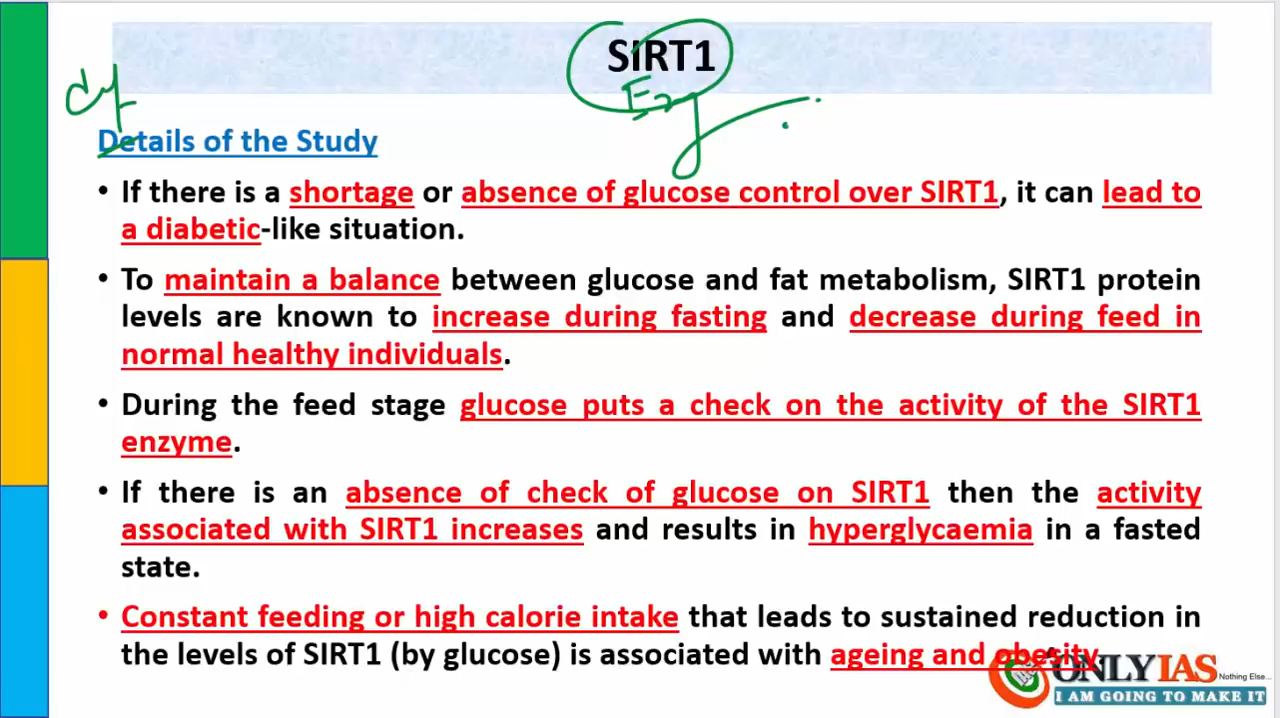 SIRT1
Details of the Study
• If there is a shortage or absence of glucose control over SIRT1, it can lead to
a diabetic-like situation.
• To maintain a balance between glucose and fat metabolism, SIRT1 protein
levels are known to increase during fasting and decrease during feed in
normal healthy individuals.
• During the feed stage glucose puts a check on the activity of the SIRT1
enzyme.
• If there is an absence of check of glucose on SIRT1 then the activity
associated with SIRT1 increases and results in hyperglycaemia in a fasted
state.
• Constant feeding or high calorie intake that leads to sustained reduction in
the levels of SIRT1 (by glucose) is associated with ageing and obesity.
ONLYIAS
Nothing Else...
I AM GOING TO MAKE IT